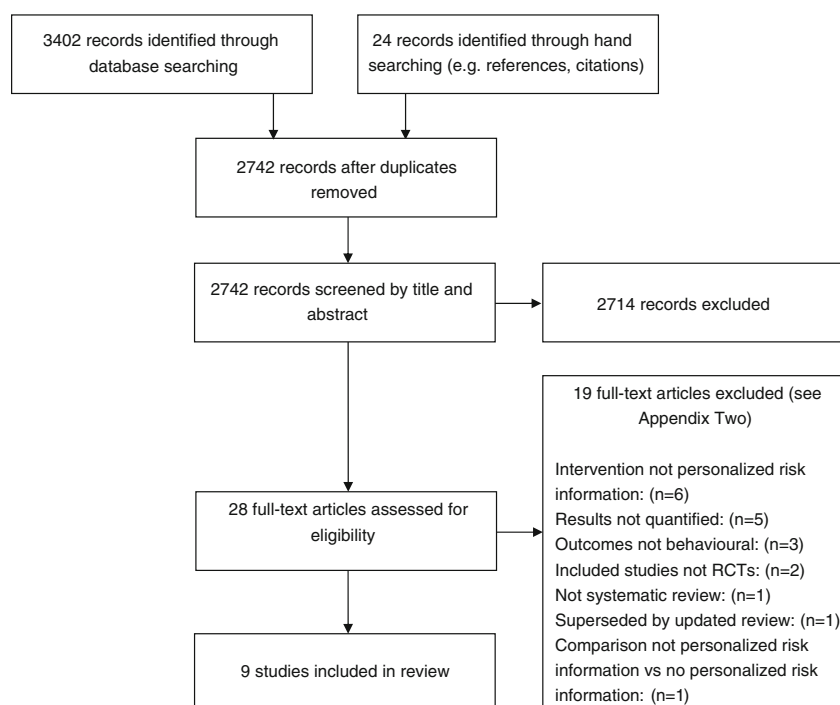 3402 records identified through
database searching
24 records identified through hand
searching (e.g. references, citations)
2742 records after duplicates
removed
2742 records screened by title and
abstract
2714 records excluded
28 full-text articles assessed for
eligibility
19 full-text articles excluded (see
Appendix Two)
Intervention not personalized risk
information: (n=6)
Results not quantified: (n=5)
Outcomes not behavioural: (n=3)
Included studies not RCTs: (n=2)
Not systematic review: (n=1)
Superseded by updated review: (n=1)
Comparison not personalized risk
information vs no personalized risk
information: (n=1)
9 studies included in review